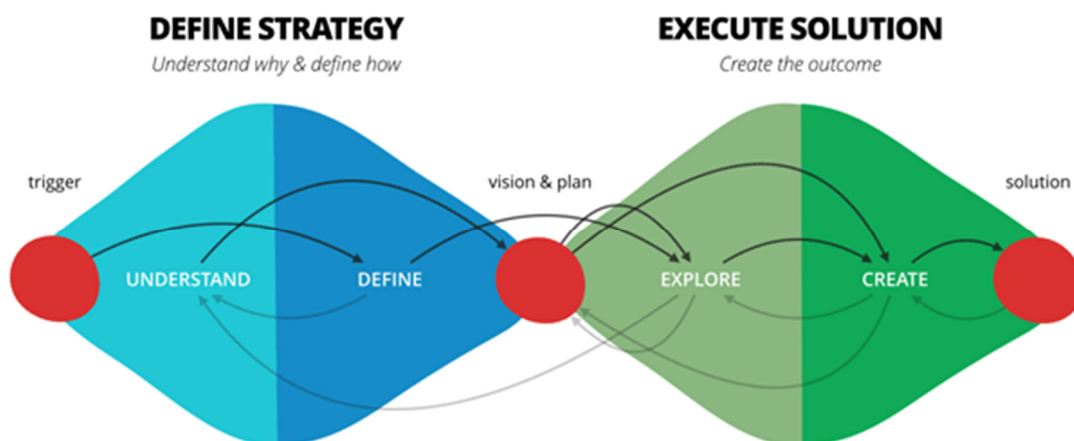 DEFINE STRATEGY
Understand why & define how
EXECUTE SOLUTION
Create the outcome
trigger
vision & plan
solution
UNDERSTAND
DEFINE
EXPLORE
CREATE